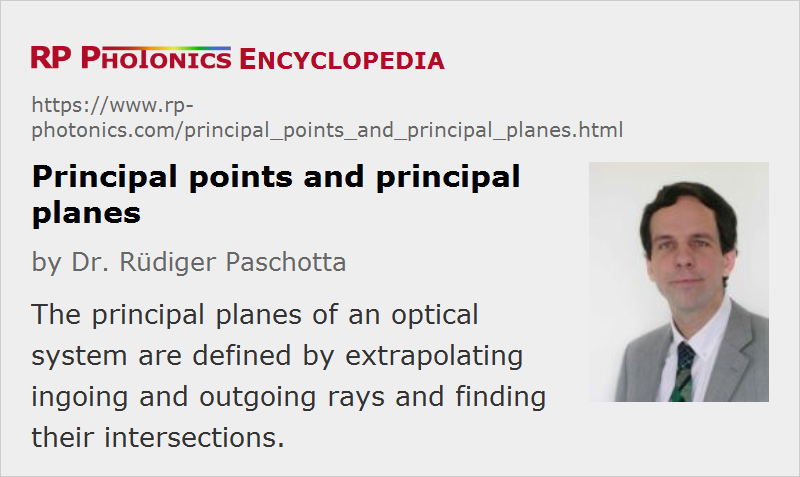 RP PHOTONICS ENCYCLOPEDIA
https://www.rp-
photonics.com/principal_points_and_principal_planes.html
Principal points and principal
planes
by Dr. Rüdiger Paschotta
The principal planes of an optical
system are defined by extrapolating
ingoing and outgoing rays and finding
their intersections.